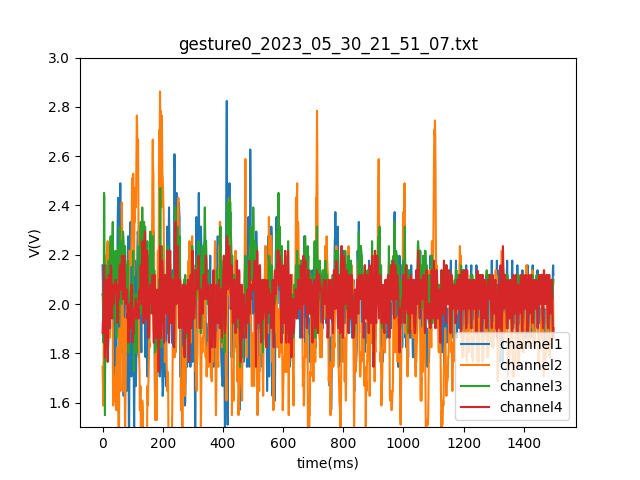 gesture0_2023_05_30_21_51_07.txt
3.0
2.8
2.6
2.4
2.2
2.0
1.8
1.6
V(V)
channel1
channel2
channel3
channel4
0 200 400 600 800 1000 1200 1400
time(ms)